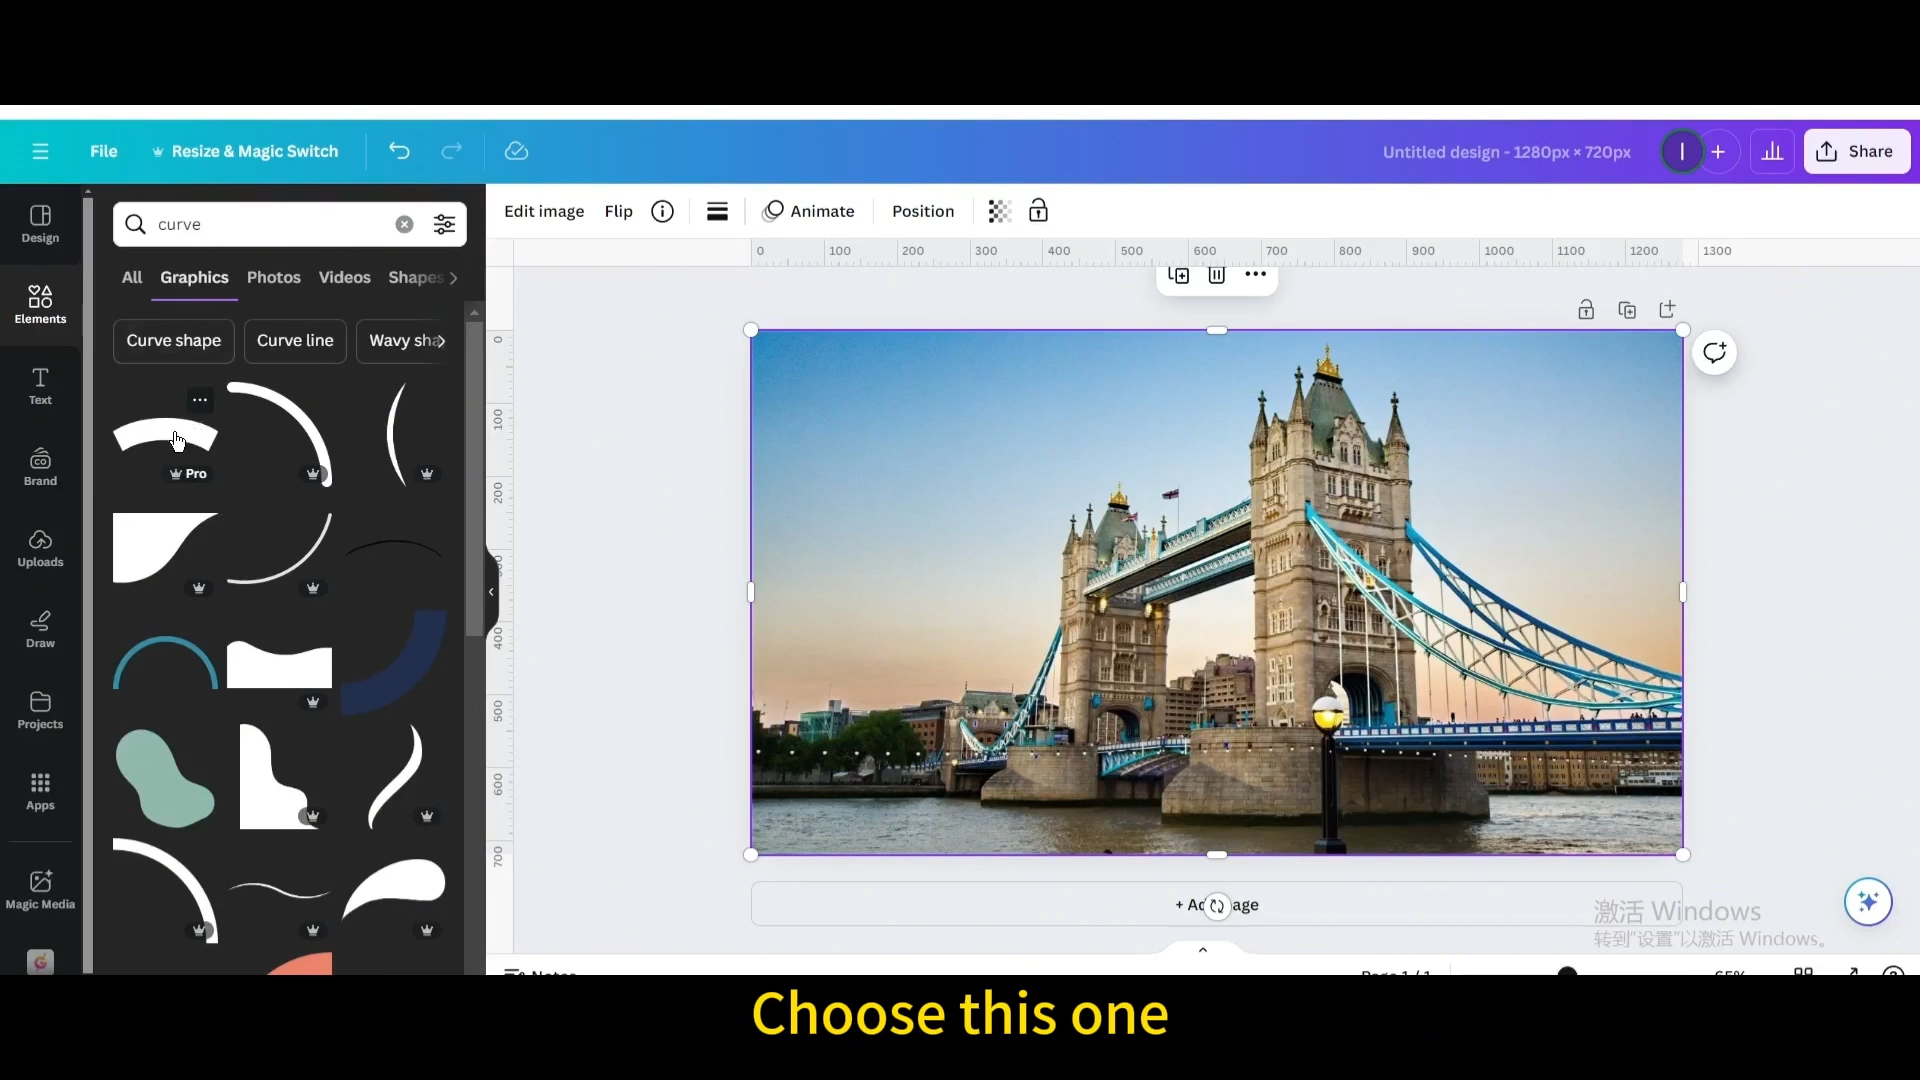 File
Resize & Magic Switch
Untitled design - 1280px × 720px
I
+
Share
Design
Elements
Text
Brand
Uploads
Draw
Projects
Apps
Magic Media
curve
All Graphics Photos Videos Shapes
Curve shape Curve line Wavy sha
Pro
Edit image Flip Animate Position
0 100 200 300 400 500 600 700 800 900 1000 1100 1200 1300
0
100
200
400
500
600
700
+ Ad age
激活 Windows
转到"设置"以激活 Windows。
Notes Page 1 / 1 65%
Choose this one